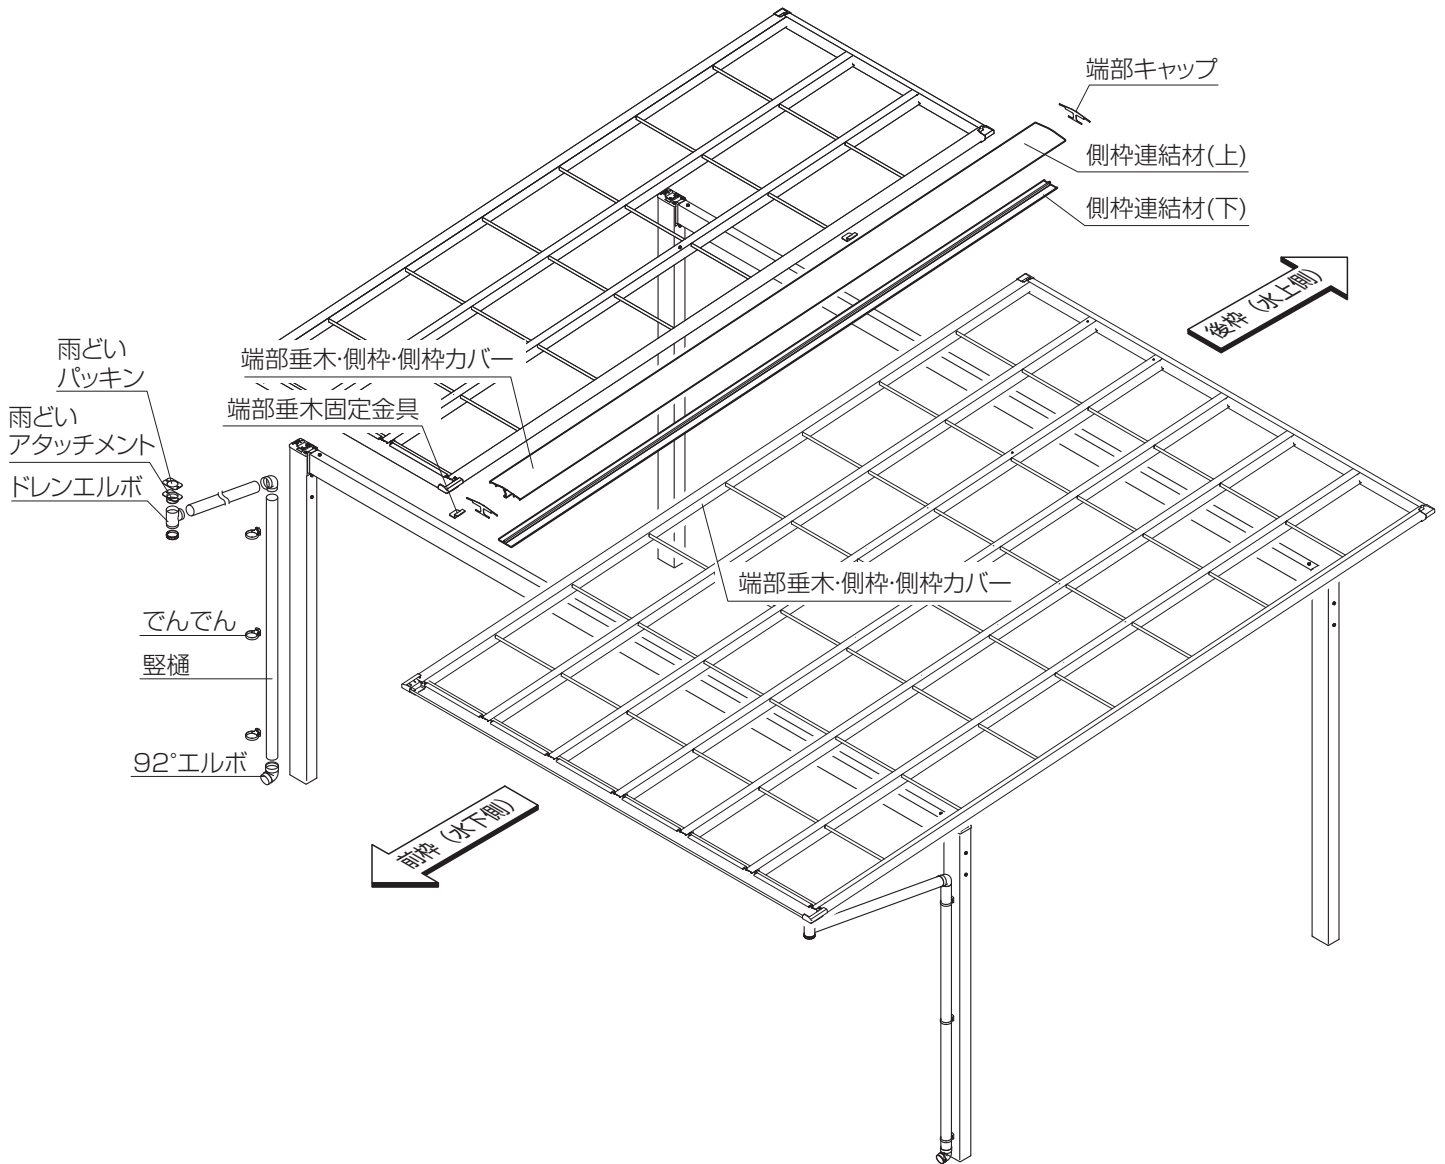 端部キャップ
側枠連結材(上)
側枠連結材(下)
後枠（水上側）
雨どい
パッキン
端部垂木･側枠･側枠カバー
端部垂木固定金具
雨どい
アタッチメント
ドレンエルボ
端部垂木･側枠･側枠カバー
でんでん
竪樋
92°エルボ
前枠（水下側）